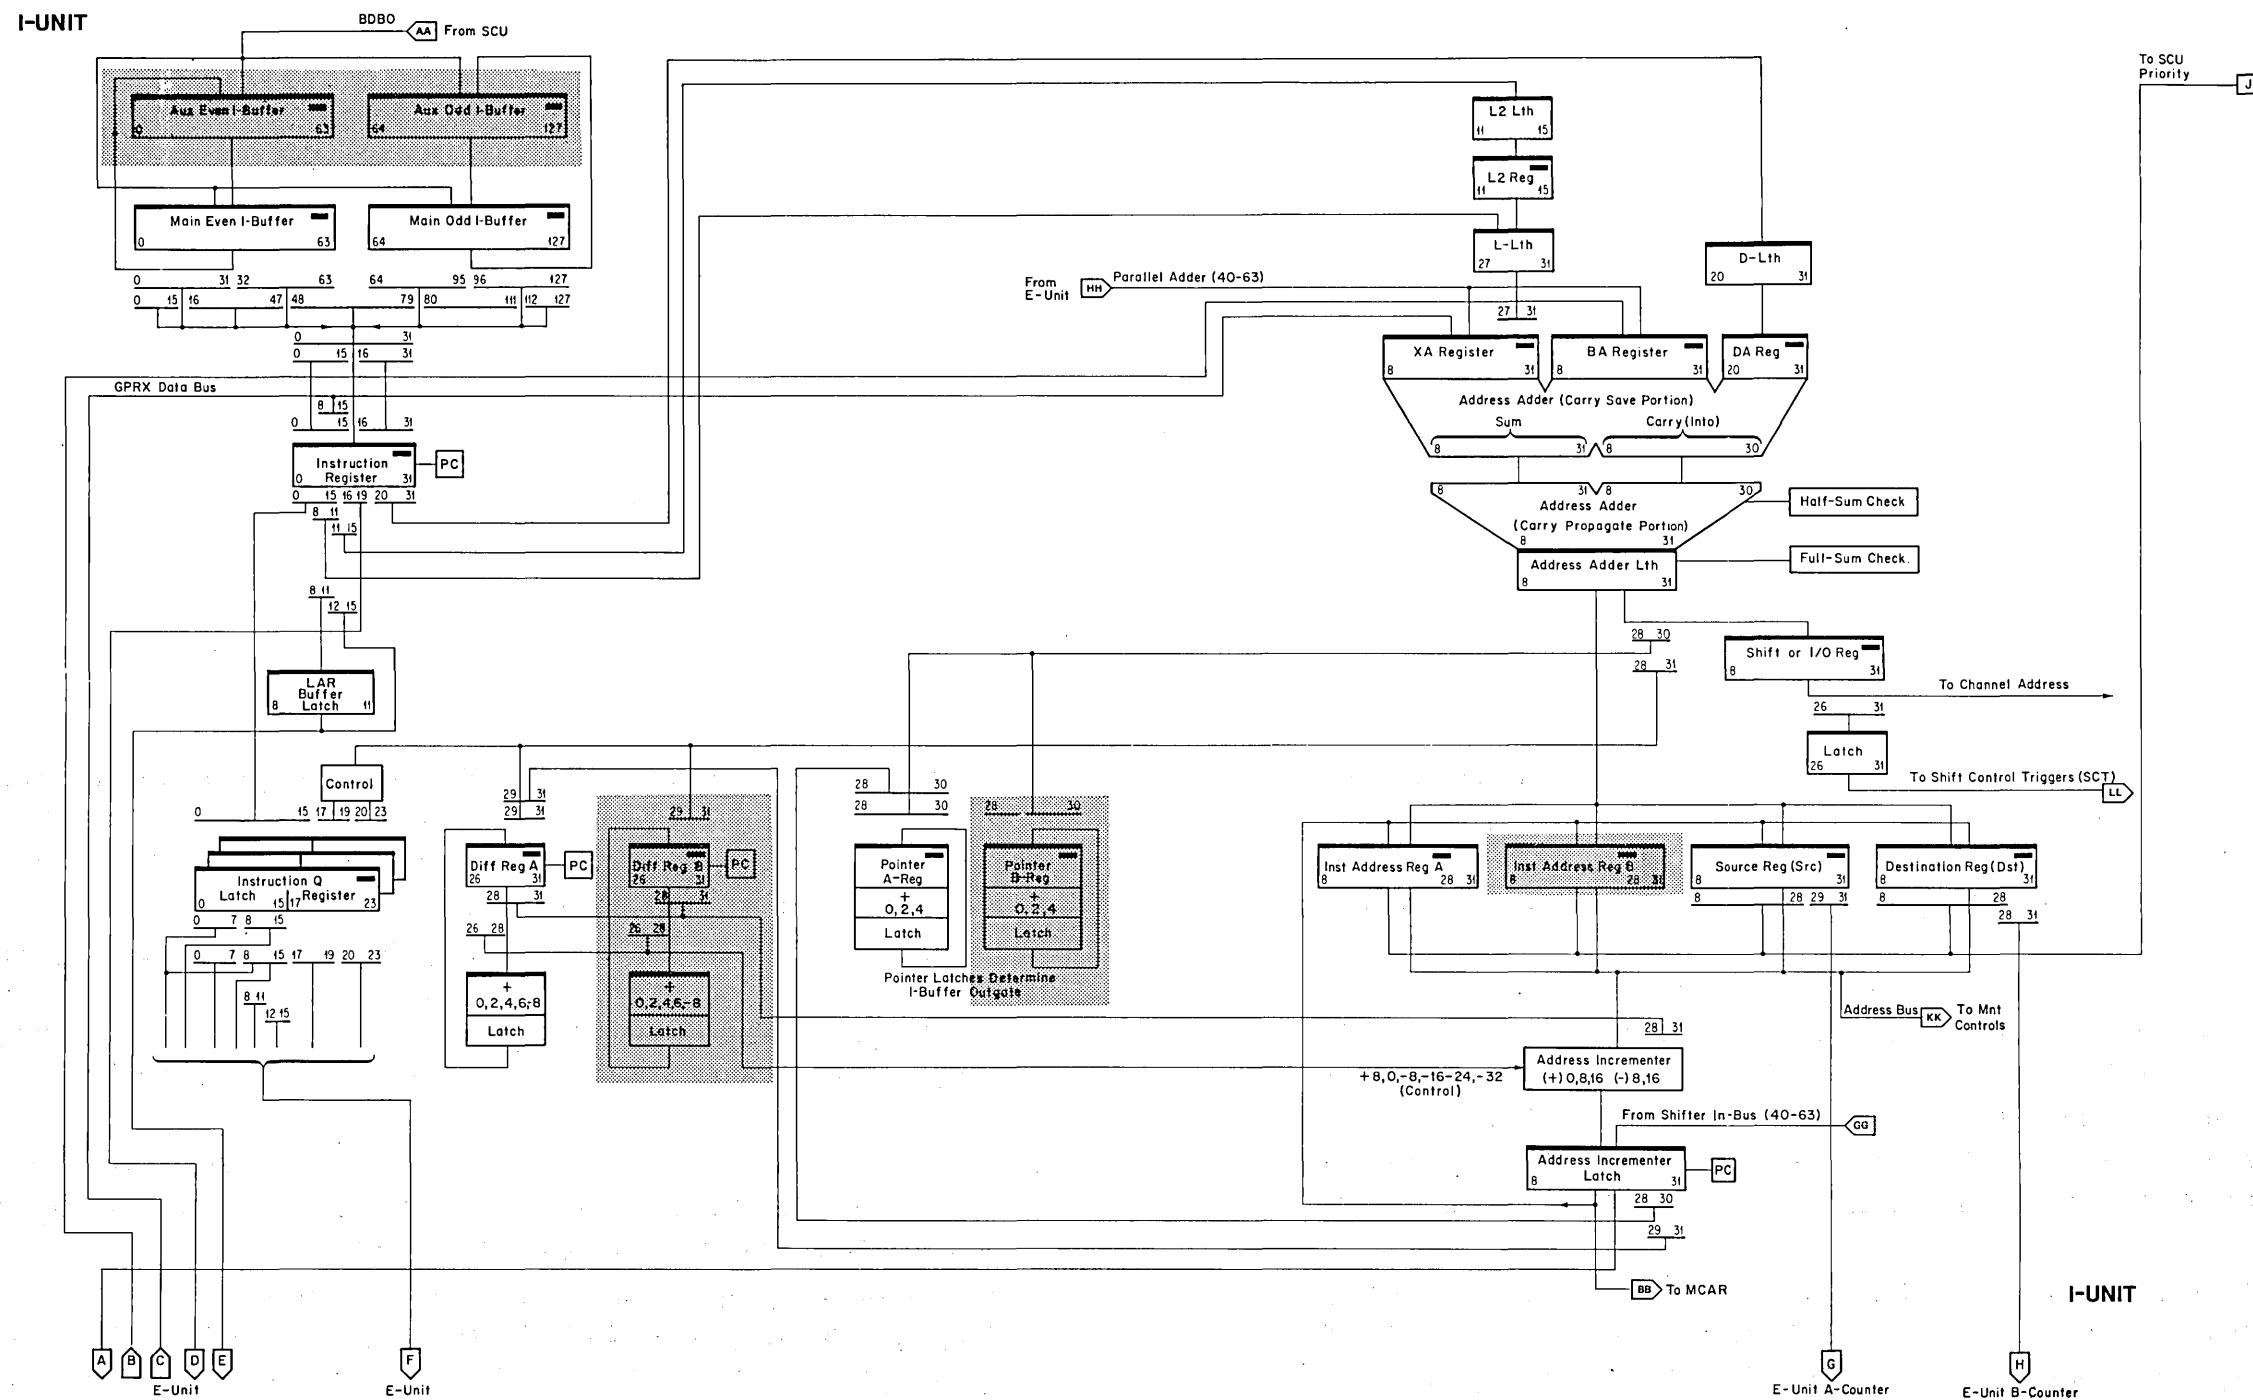 I-UNIT
BDBO
AA From SCU
To SCU
Priority
J
Aux Even I-Buffer
0 63
Aux Odd I-Buffer
64 127
L2 Lth
11 15
L2 Reg
11 15
Main Even I-Buffer
0 63
Main Odd I-Buffer
64 127
L-Lth
27 31
D-Lth
20 31
0 31 32 63 64 95 96 127
0 15 16 47 48 79 80 111 112 127
From
E-Unit
HH Parallel Adder (40-63)
27 31
0 31
0 15 16 31
XA Register
8 31
BA Register
8 31
DA Reg
20 31
GPRX Data Bus
8 15
0 15 16 31
Address Adder (Carry Save Portion)
Sum
Carry (Into)
8 31 8 30
Instruction
Register
0 31
PC
0 15 16 19 20 31
8 11
11 15
8 31 8 30
Address Adder
(Carry Propagate Portion)
8 31
Half-Sum Check
Address Adder Lth
8 31
Full-Sum Check.
8 11
12 15
28 30
28 31
LAR
Buffer
Latch
8 11
Shift or I/O Reg
8 31
To Channel Address
26 31
Latch
26 31
To Shift Control Triggers (SCT)
LL
Control
0 15 17 19 20 23
29 31
29 31
29 31
28 30
28 30
28 30
Instruction Q
Latch Register
0 15 17 23
Diff Reg A
26 31
PC
Diff Reg B
26 31
PC
Pointer
A-Reg
+
0,2,4
Latch
Pointer
B-Reg
+
0,2,4
Latch
Inst Address Reg A
8 28 31
Inst Address Reg B
8 28 31
Source Reg (Src)
8 31
Destination Reg (Dst)
8 31
8 28 29 31
8 28
28 31
0 7 8 15
28 31
28 31
26 28
26 28
0 7 8 15 17 19 20 23
8 11
12 15
+
0,2,4,6,-8
Latch
+
0,2,4,6,-8
Latch
Pointer Latches Determine
I-Buffer Outgate
Address Bus KK To Mnt
Controls
28 31
Address Incrementer
(+) 0,8,16 (-) 8,16
+8,0,-8,-16-24,-32
(Control)
From Shifter In-Bus (40-63)
GG
Address Incrementer
Latch
8 31
PC
28 30
29 31
BB To MCAR
I-UNIT
A B C D E
E-Unit
F
E-Unit
G
E-Unit A-Counter
H
E-Unit B-Counter